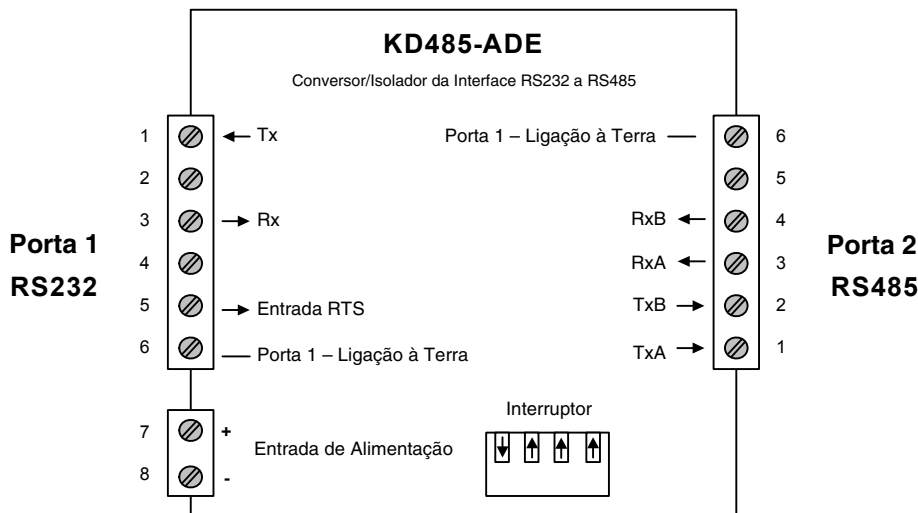 KD485-ADE
Conversor/Isolador da Interface RS232 a RS485
Porta 1
RS232
1 Tx
2
3 Rx
4
5 Entrada RTS
6 Porta 1 – Ligação à Terra
7 +
Entrada de Alimentação
8 -
Interruptor
Porta 1 – Ligação à Terra 6
5
RxB 4
RxA 3
TxB 2
TxA 1
Porta 2
RS485